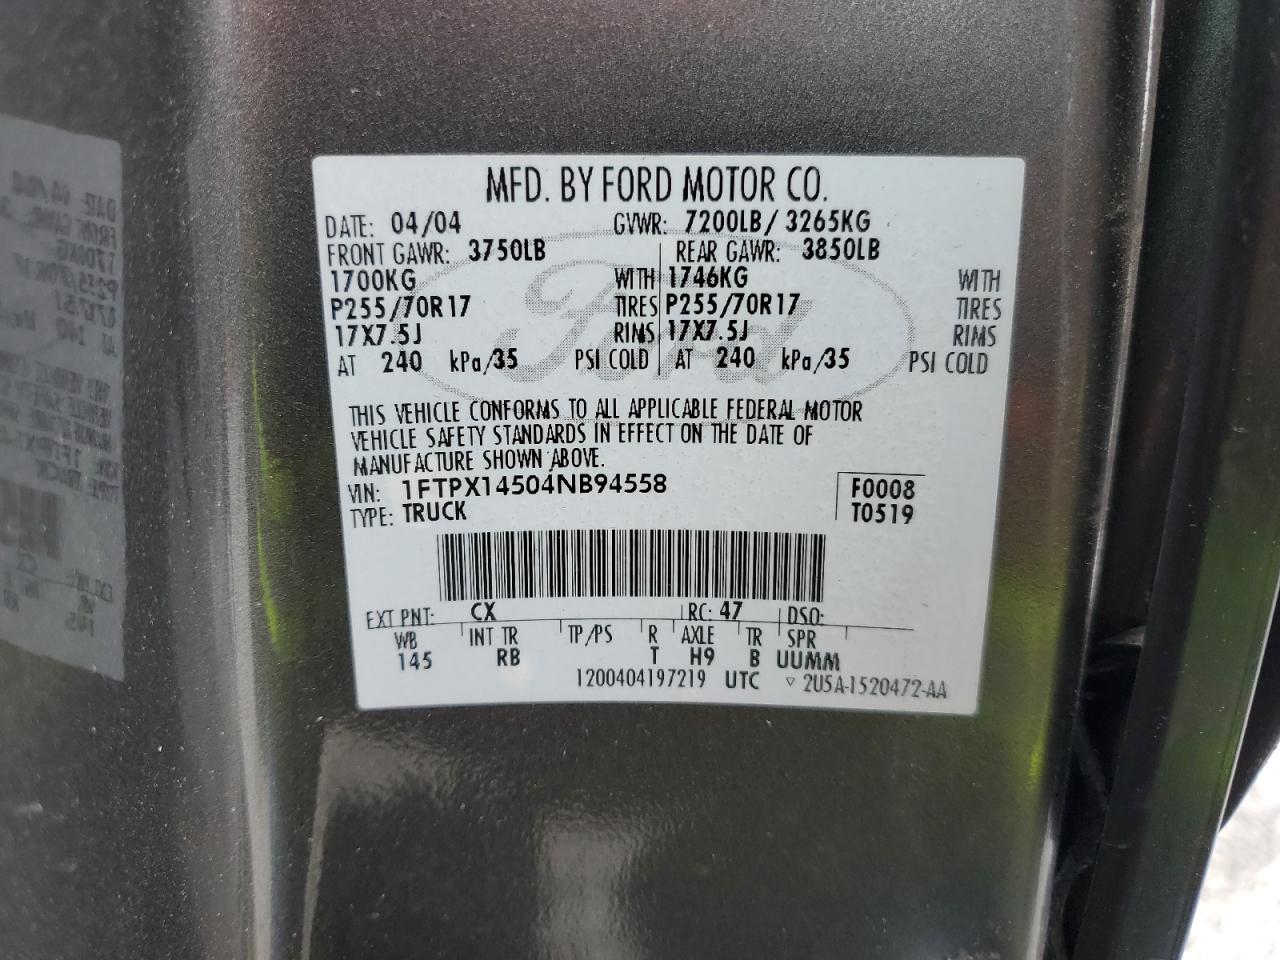 MFD. BY FORD MOTOR CO.
DATE: 04/04 GVWR: 7200LB/ 3265KG
FRONT GAWR: 3750LB REAR GAWR: 3850LB
1700KG WITH 1746KG WITH
P255/70R17 TIRES P255/70R17 TIRES
17X7.5J RIMS 17X7.5J RIMS
AT 240 kPa/35 PSI COLD AT 240 kPa/35 PSI COLD
Ford
THIS VEHICLE CONFORMS TO ALL APPLICABLE FEDERAL MOTOR
VEHICLE SAFETY STANDARDS IN EFFECT ON THE DATE OF
MANUFACTURE SHOWN ABOVE.
VIN: 1FTPX14504NB94558 F0008
TYPE: TRUCK T0519
EXT PNT: CX RC: 47 DSO:
WB INT TR TP/PS R AXLE TR SPR
145 RB T H9 B UUMM
1200404197219 UTC ▽ 2U5A-1520472-AA